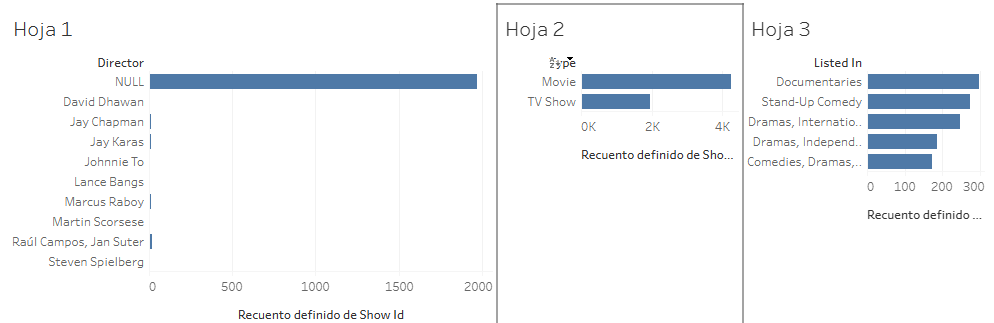 Hoja 1
Director
NULL
David Dhawan
Jay Chapman
Jay Karas
Johnnie To
Lance Bangs
Marcus Raboy
Martin Scorsese
Raúl Campos, Jan Suter
Steven Spielberg
0 500 1000 1500 2000
Recuento definido de Show Id
Hoja 2
Type
Movie
TV Show
0K 2K 4K
Recuento definido de Sho...
Hoja 3
Listed In
Documentaries
Stand-Up Comedy
Dramas, Internatio..
Dramas, Independ..
Comedies, Dramas,..
0 100 200 300
Recuento definido ...